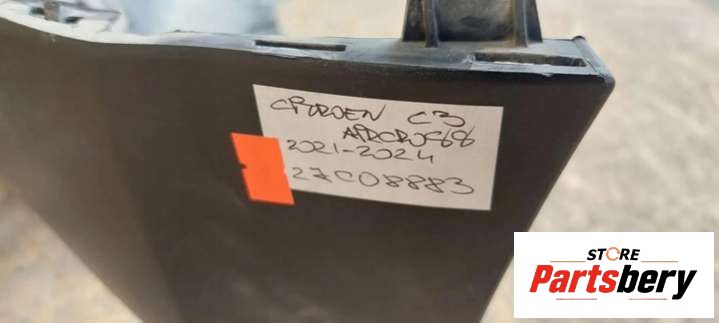 CITROEN C3
AIRCROSS
2021-2024
27C08883
STORE
Partsbery